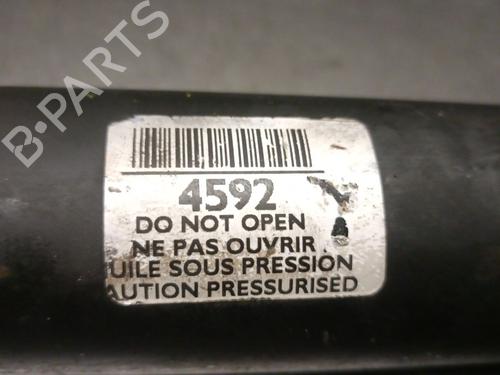 B-PARTS
4592 Y
DO NOT OPEN
NE PAS OUVRIR
UILE SOUS PRESSION
AUTION PRESSURISED